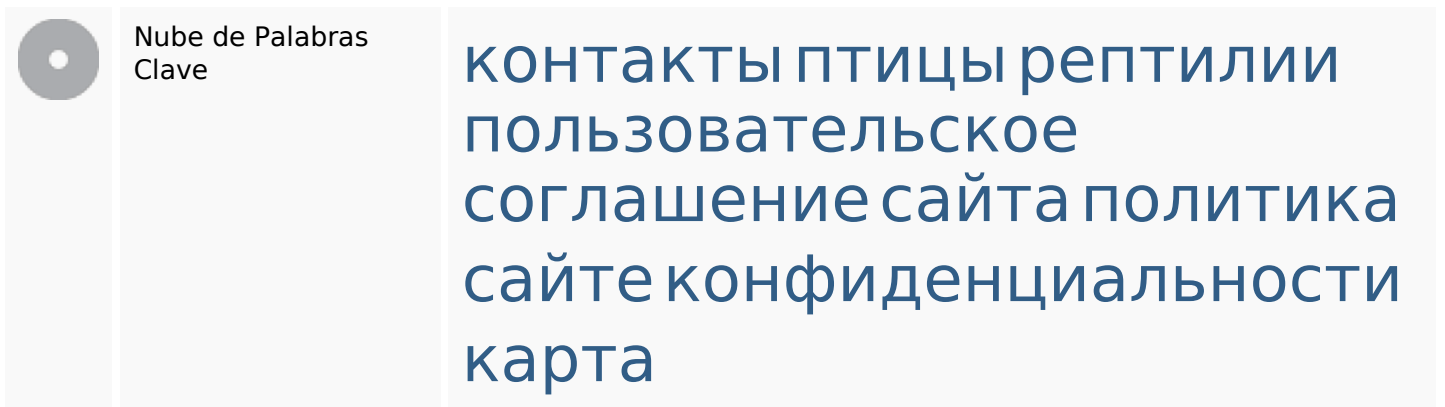 Nube de Palabras
Clave
контакты птицы рептилии
пользовательское
соглашение сайта политика
сайте конфиденциальности
карта